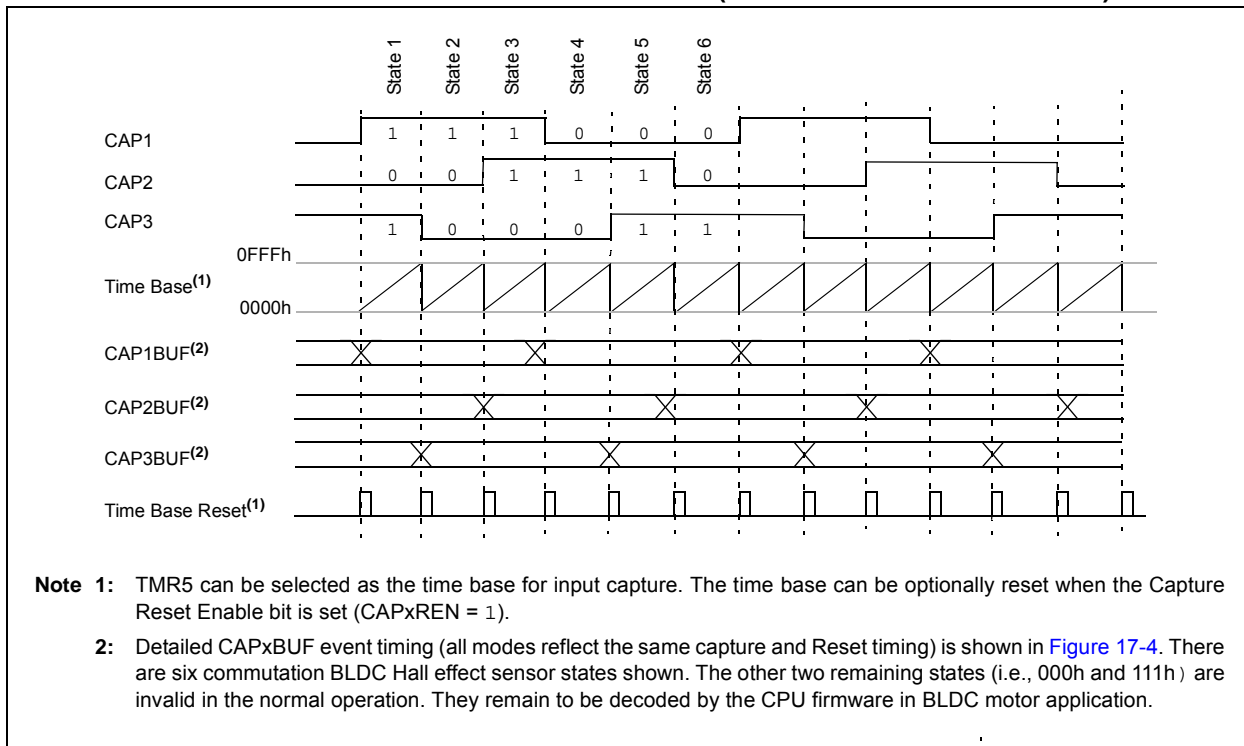 State 1
State 2
State 3
State 4
State 5
State 6
CAP1
1 1 1 0 0 0
CAP2
0 0 1 1 1 0
CAP3
1 0 0 0 1 1
0FFFh
Time Base(1)
0000h
CAP1BUF(2)
CAP2BUF(2)
CAP3BUF(2)
Time Base Reset(1)
Note 1: TMR5 can be selected as the time base for input capture. The time base can be optionally reset when the Capture
Reset Enable bit is set (CAPxREN = 1).
2: Detailed CAPxBUF event timing (all modes reflect the same capture and Reset timing) is shown in Figure 17-4. There
are six commutation BLDC Hall effect sensor states shown. The other two remaining states (i.e., 000h and 111h) are
invalid in the normal operation. They remain to be decoded by the CPU firmware in BLDC motor application.